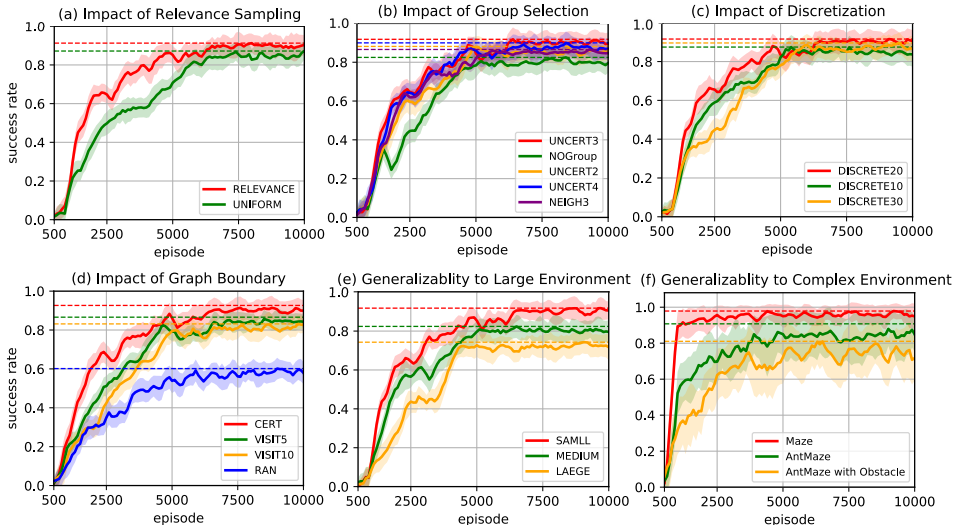 (a) Impact of Relevance Sampling
(b) Impact of Group Selection
(c) Impact of Discretization
success rate
1.0
0.8
0.6
0.4
0.2
0.0
RELEVANCE
UNIFORM
500
2500
5000
7500
10000
episode
1.0
0.8
0.6
0.4
0.2
0.0
UNCERT3
NOGroup
UNCERT2
UNCERT4
NEIGH3
500
2500
5000
7500
10000
episode
1.0
0.8
0.6
0.4
0.2
0.0
DISCRETE20
DISCRETE10
DISCRETE30
500
2500
5000
7500
10000
episode
(d) Impact of Graph Boundary
(e) Generalizablity to Large Environment
(f) Generalizablity to Complex Environment
success rate
1.0
0.8
0.6
0.4
0.2
0.0
CERT
VISIT5
VISIT10
RAN
500
2500
5000
7500
10000
episode
1.0
0.8
0.6
0.4
0.2
0.0
SAMLL
MEDIUM
LAEGE
500
2500
5000
7500
10000
episode
1.0
0.8
0.6
0.4
0.2
0.0
Maze
AntMaze
AntMaze with Obstacle
500
2500
5000
7500
10000
episode